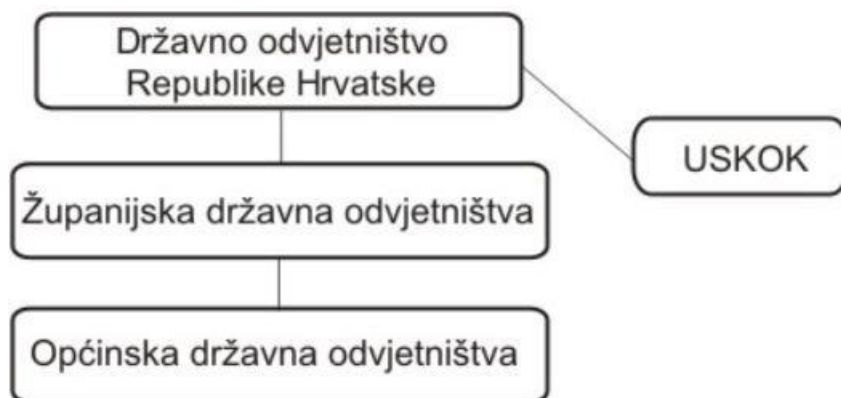 Državno odvjetništvo
Republike Hrvatske
USKOK
Županijska državna odvjetništva
Općinska državna odvjetništva